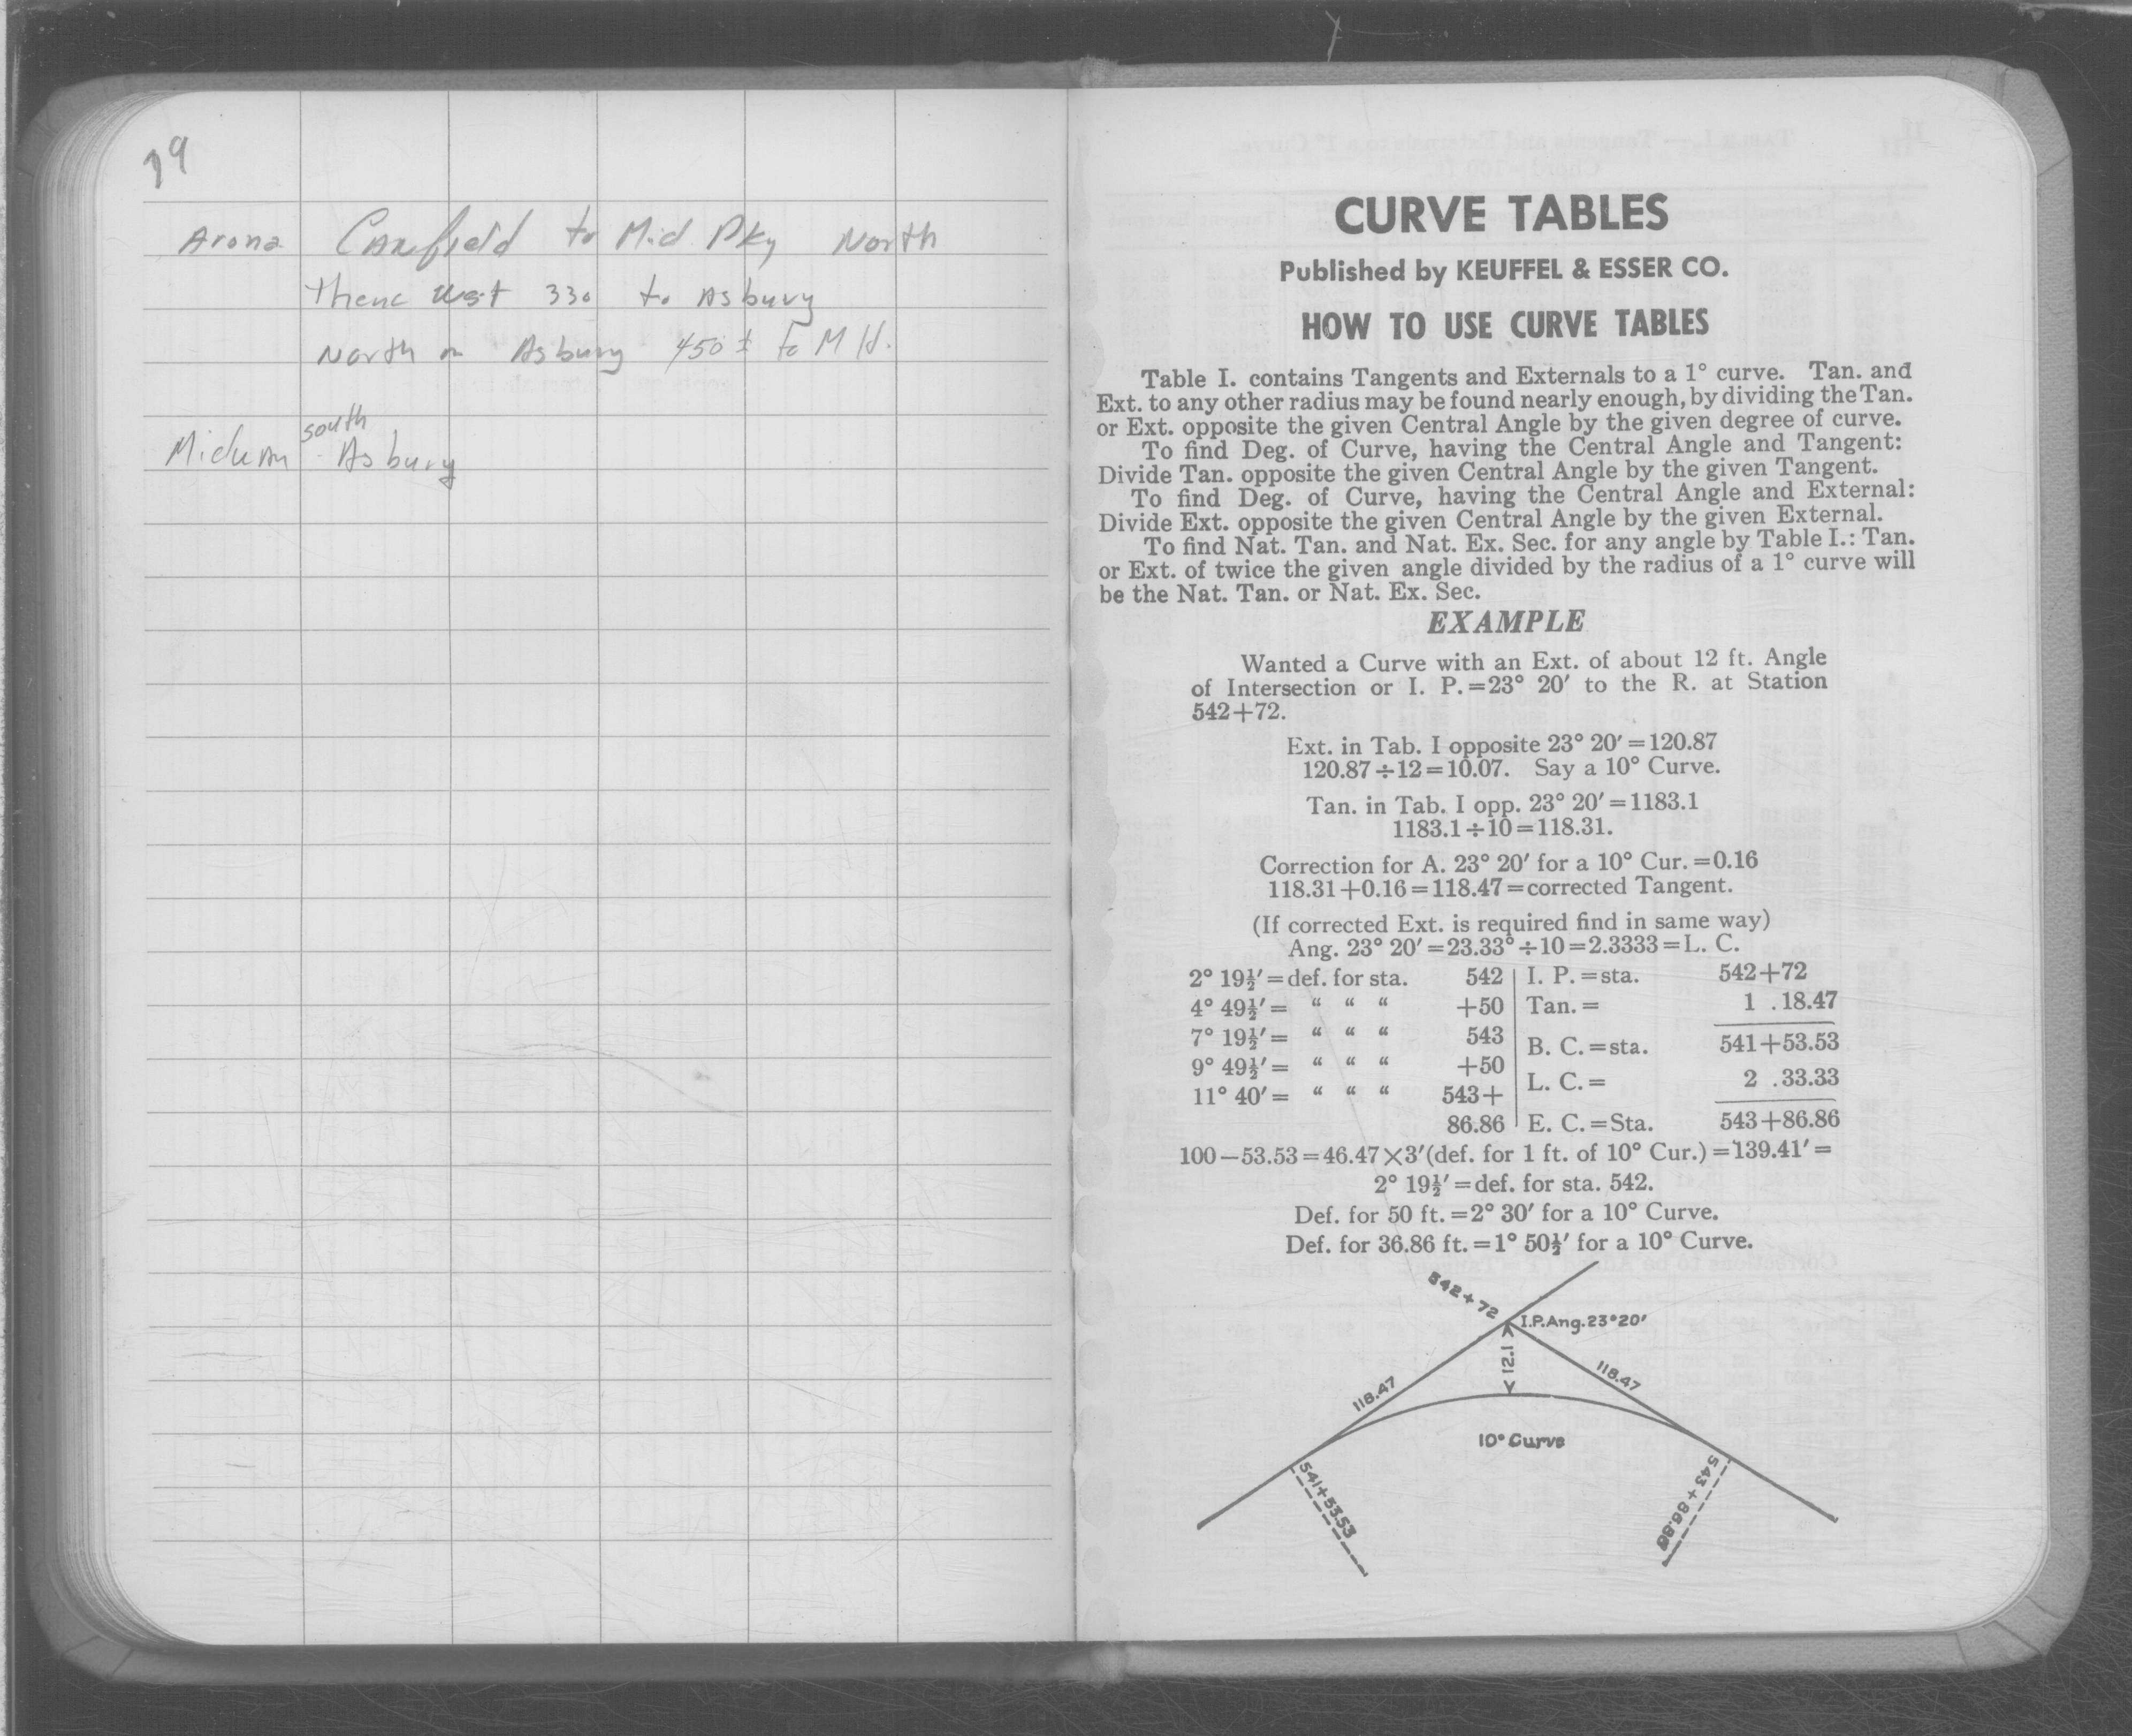 79
Arona Canfield to Mid Pky North
Thenc West 330 to Asbury
North on Asbury 450 ± to M H.
south
Asbury
CURVE TABLES
Published by KEUFFEL & ESSER CO.
HOW TO USE CURVE TABLES
Table I. contains Tangents and Externals to a 1° curve. Tan. and
Ext. to any other radius may be found nearly enough, by dividing the Tan.
or Ext. opposite the given Central Angle by the given degree of curve.
To find Deg. of Curve, having the Central Angle and Tangent:
Divide Tan. opposite the given Central Angle by the given Tangent.
To find Deg. of Curve, having the Central Angle and External:
Divide Ext. opposite the given Central Angle by the given External.
To find Nat. Tan. and Nat. Ex. Sec. for any angle by Table I.: Tan.
or Ext. of twice the given angle divided by the radius of a 1° curve will
be the Nat. Tan. or Nat. Ex. Sec.
EXAMPLE
Wanted a Curve with an Ext. of about 12 ft. Angle
of Intersection or I. P.=23° 20′ to the R. at Station
542+72.
Ext. in Tab. I opposite 23° 20′=120.87
120.87÷12=10.07. Say a 10° Curve.
Tan. in Tab. I opp. 23° 20′=1183.1
1183.1÷10=118.31.
Correction for A. 23° 20′ for a 10° Cur.=0.16
118.31+0.16=118.47=corrected Tangent.
(If corrected Ext. is required find in same way)
Ang. 23° 20′=23.33°÷10=2.3333=L. C.
2° 19½′=def. for sta. 542 I. P.=sta. 542+72
4° 49½′= “ “ “ +50 Tan.= 1 .18.47
7° 19½′= “ “ “ 543 B. C.=sta. 541+53.53
9° 49½′= “ “ “ +50 L. C.= 2 .33.33
11° 40′= “ “ “ 543+
86.86 E. C.=Sta. 543+86.86
100−53.53=46.47×3′(def. for 1 ft. of 10° Cur.)=139.41′=
2° 19½′=def. for sta. 542.
Def. for 50 ft.=2° 30′ for a 10° Curve.
Def. for 36.86 ft.=1° 50½′ for a 10° Curve.
542+72
I.P.Ang.23°20′
12.1
118.47
118.47
10° Curve
541+53.53
543+86.86